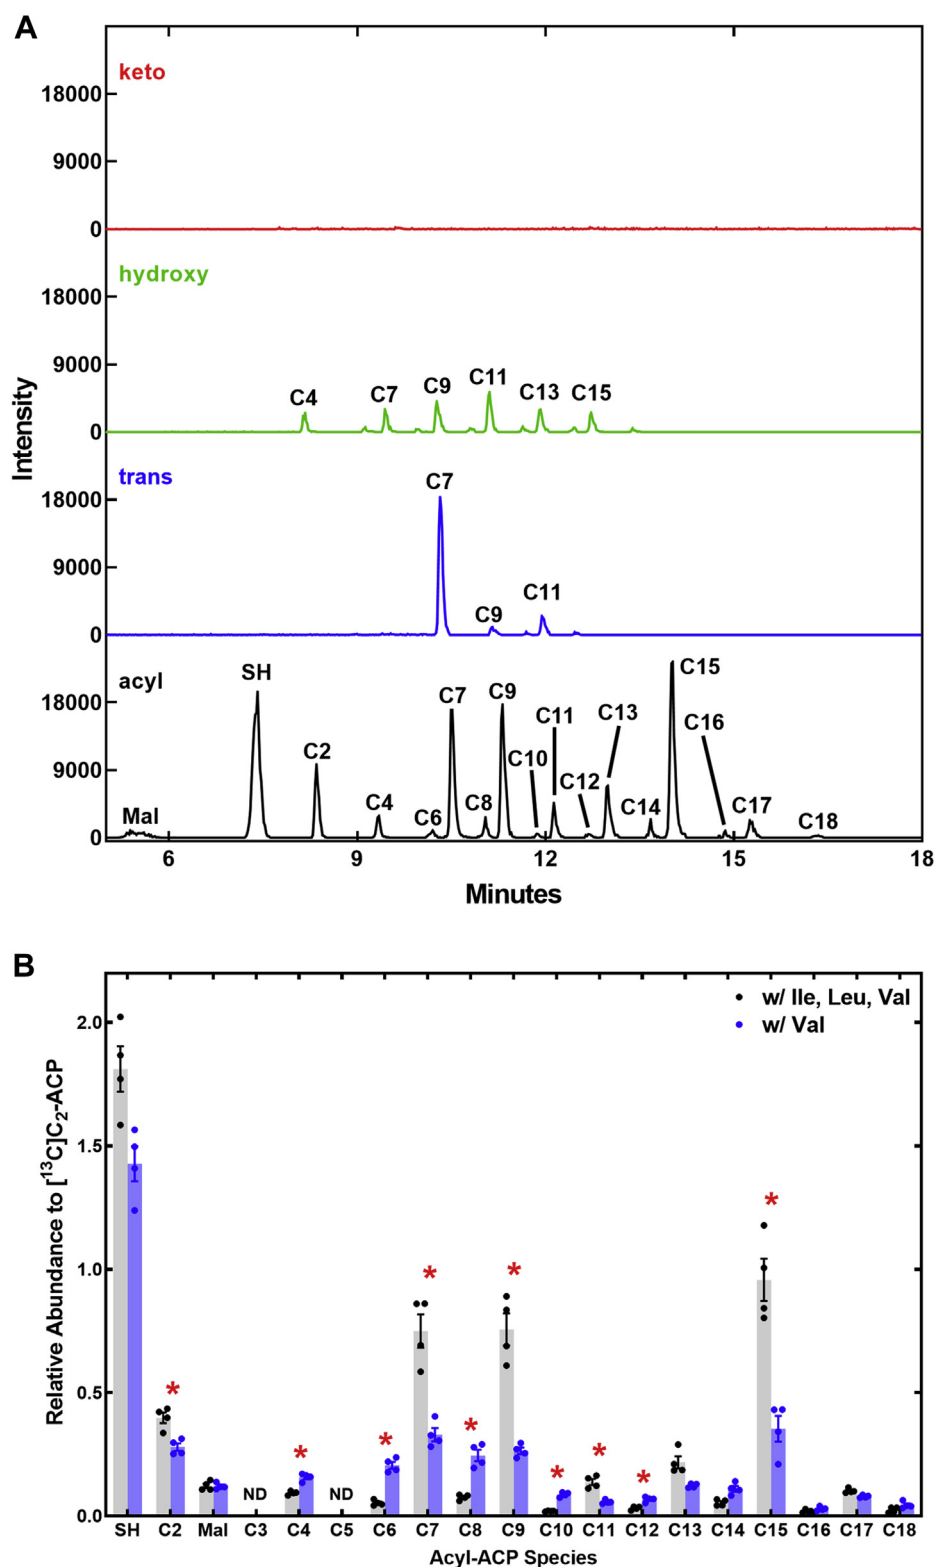 A
keto
18000
9000
0
hydroxy
18000
9000
0
C4
C7
C9
C11
C13
C15
trans
18000
9000
0
C7
C9
C11
acyl
18000
9000
0
Mal
SH
C2
C4
C6
C7
C8
C9
C10
C11
C12
C13
C14
C15
C16
C17
C18
Intensity
6
9
12
15
18
Minutes
B
w/ Ile, Leu, Val
w/ Val
Relative Abundance to [¹³C]C₂-ACP
2.0
1.5
1.0
0.5
0.0
*
*
*
*
*
*
*
*
*
*
ND
ND
SH C2 Mal C3 C4 C5 C6 C7 C8 C9 C10 C11 C12 C13 C14 C15 C16 C17 C18
Acyl-ACP Species